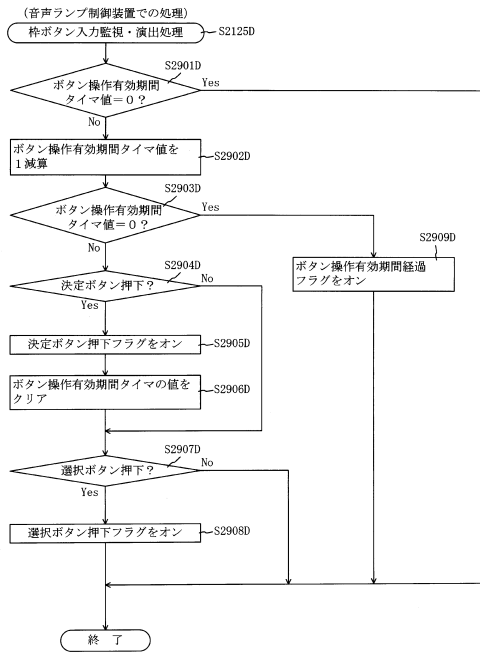 (音声ランプ制御装置での処理)
枠ボタン入力監視・演出処理
S2125D
S2901D
ボタン操作有効期間
タイマ値=0?
Yes
No
ボタン操作有効期間タイマ値を
1減算
S2902D
S2903D
ボタン操作有効期間
タイマ値=0?
Yes
No
S2909D
ボタン操作有効期間経過
フラグをオン
S2904D
決定ボタン押下?
No
Yes
決定ボタン押下フラグをオン
S2905D
ボタン操作有効期間タイマの値を
クリア
S2906D
S2907D
選択ボタン押下?
No
Yes
選択ボタン押下フラグをオン
S2908D
終 了